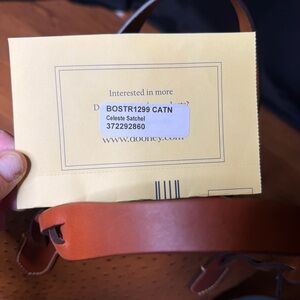 Interested in more
D
BOSTR1299 CATN
Celeste Satchel
372292860
www.dooney.com